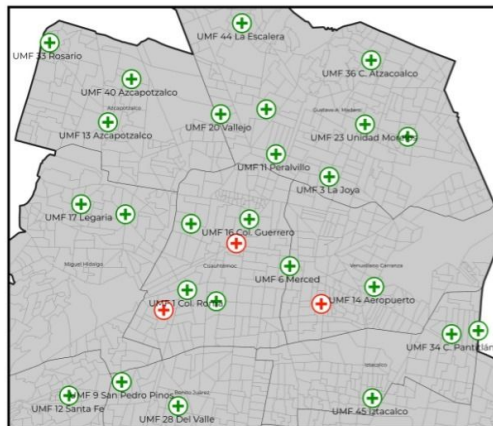 UMF 44 La Escalera
UMF 33 Rosario
UMF 36 C. Atzacoalco
UMF 40 Azcapotzalco
Azcapotzalco
Gustavo A. Madero
UMF 13 Azcapotzalco
UMF 20 Vallejo
UMF 23 Unidad Morelos
UMF 11 Peralvillo
UMF 3 La Joya
UMF 17 Legaria
UMF 16 Col. Guerrero
Miguel Hidalgo
Cuauhtémoc
Venustiano Carranza
UMF 6 Merced
UMF 1 Col. Roma
UMF 14 Aeropuerto
UMF 34 C. Pantitlán
Iztacalco
UMF 9 San Pedro Pinos
Benito Juárez
UMF 12 Santa Fe
UMF 28 Del Valle
UMF 45 Iztacalco